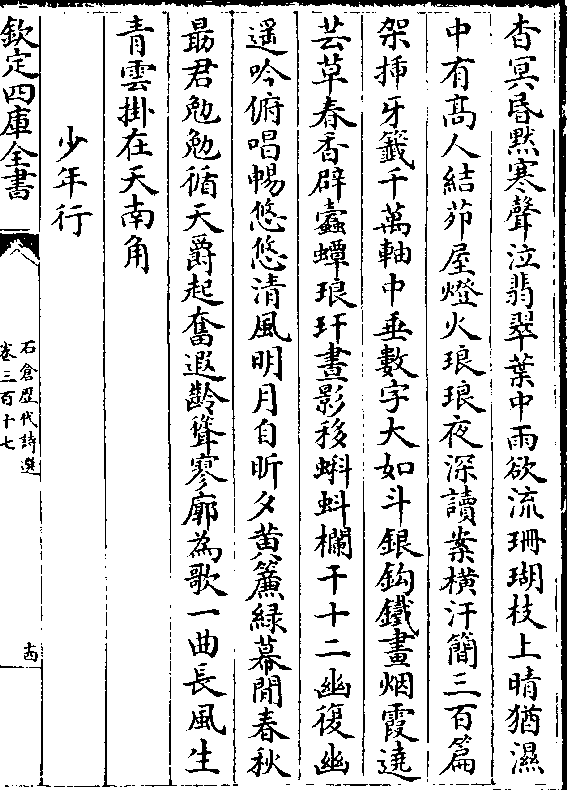 杳冥昏黙寒聲泣翡翠葉中雨欲流珊瑚枝上晴猶濕
中有髙人結茆屋燈火琅琅夜深讀案横汗簡三百篇
架揷牙籤千萬軸中垂數字大如斗銀鈎鐵畫烟霞遶
芸草春香辟蠧蟫琅玕晝影移蝌蚪欄干十二幽復幽
遥吟俯唱暢悠悠清風明月自昕夕黄簾緑幕閒春秋
最君勉勉循天爵起奮遐齡聳寥廓為歌一曲長風生
青雲掛在天南角
少年行
欽定四庫全書
石倉歴代詩選
卷三百十七